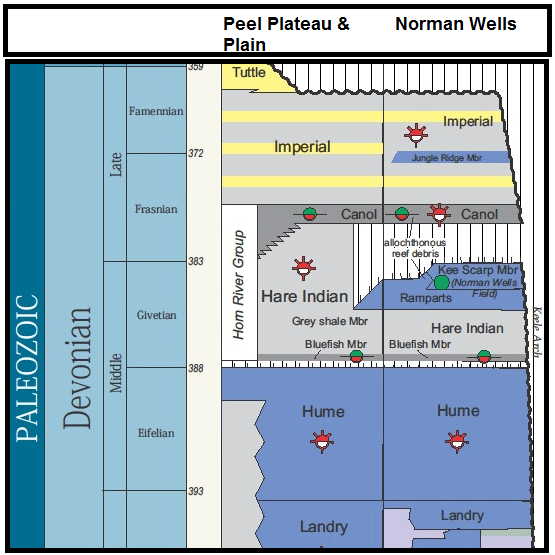 Peel Plateau & Norman Wells
Plain
359
Tuttle
Famennian
Imperial
Imperial
Jungle Ridge Mbr
372
Late
Frasnian
Canol
Canol
allochthonous
reef debris
383
Horn River Group
Kee Scarp Mbr
(Norman Wells
Field)
Hare Indian
Ramparts
Givetian
Grey shale Mbr
Hare Indian
Bluefish Mbr
Bluefish Mbr
Keele Arch
388
PALEOZOIC
Devonian
Middle
Hume
Hume
Eifelian
393
Landry
Landry